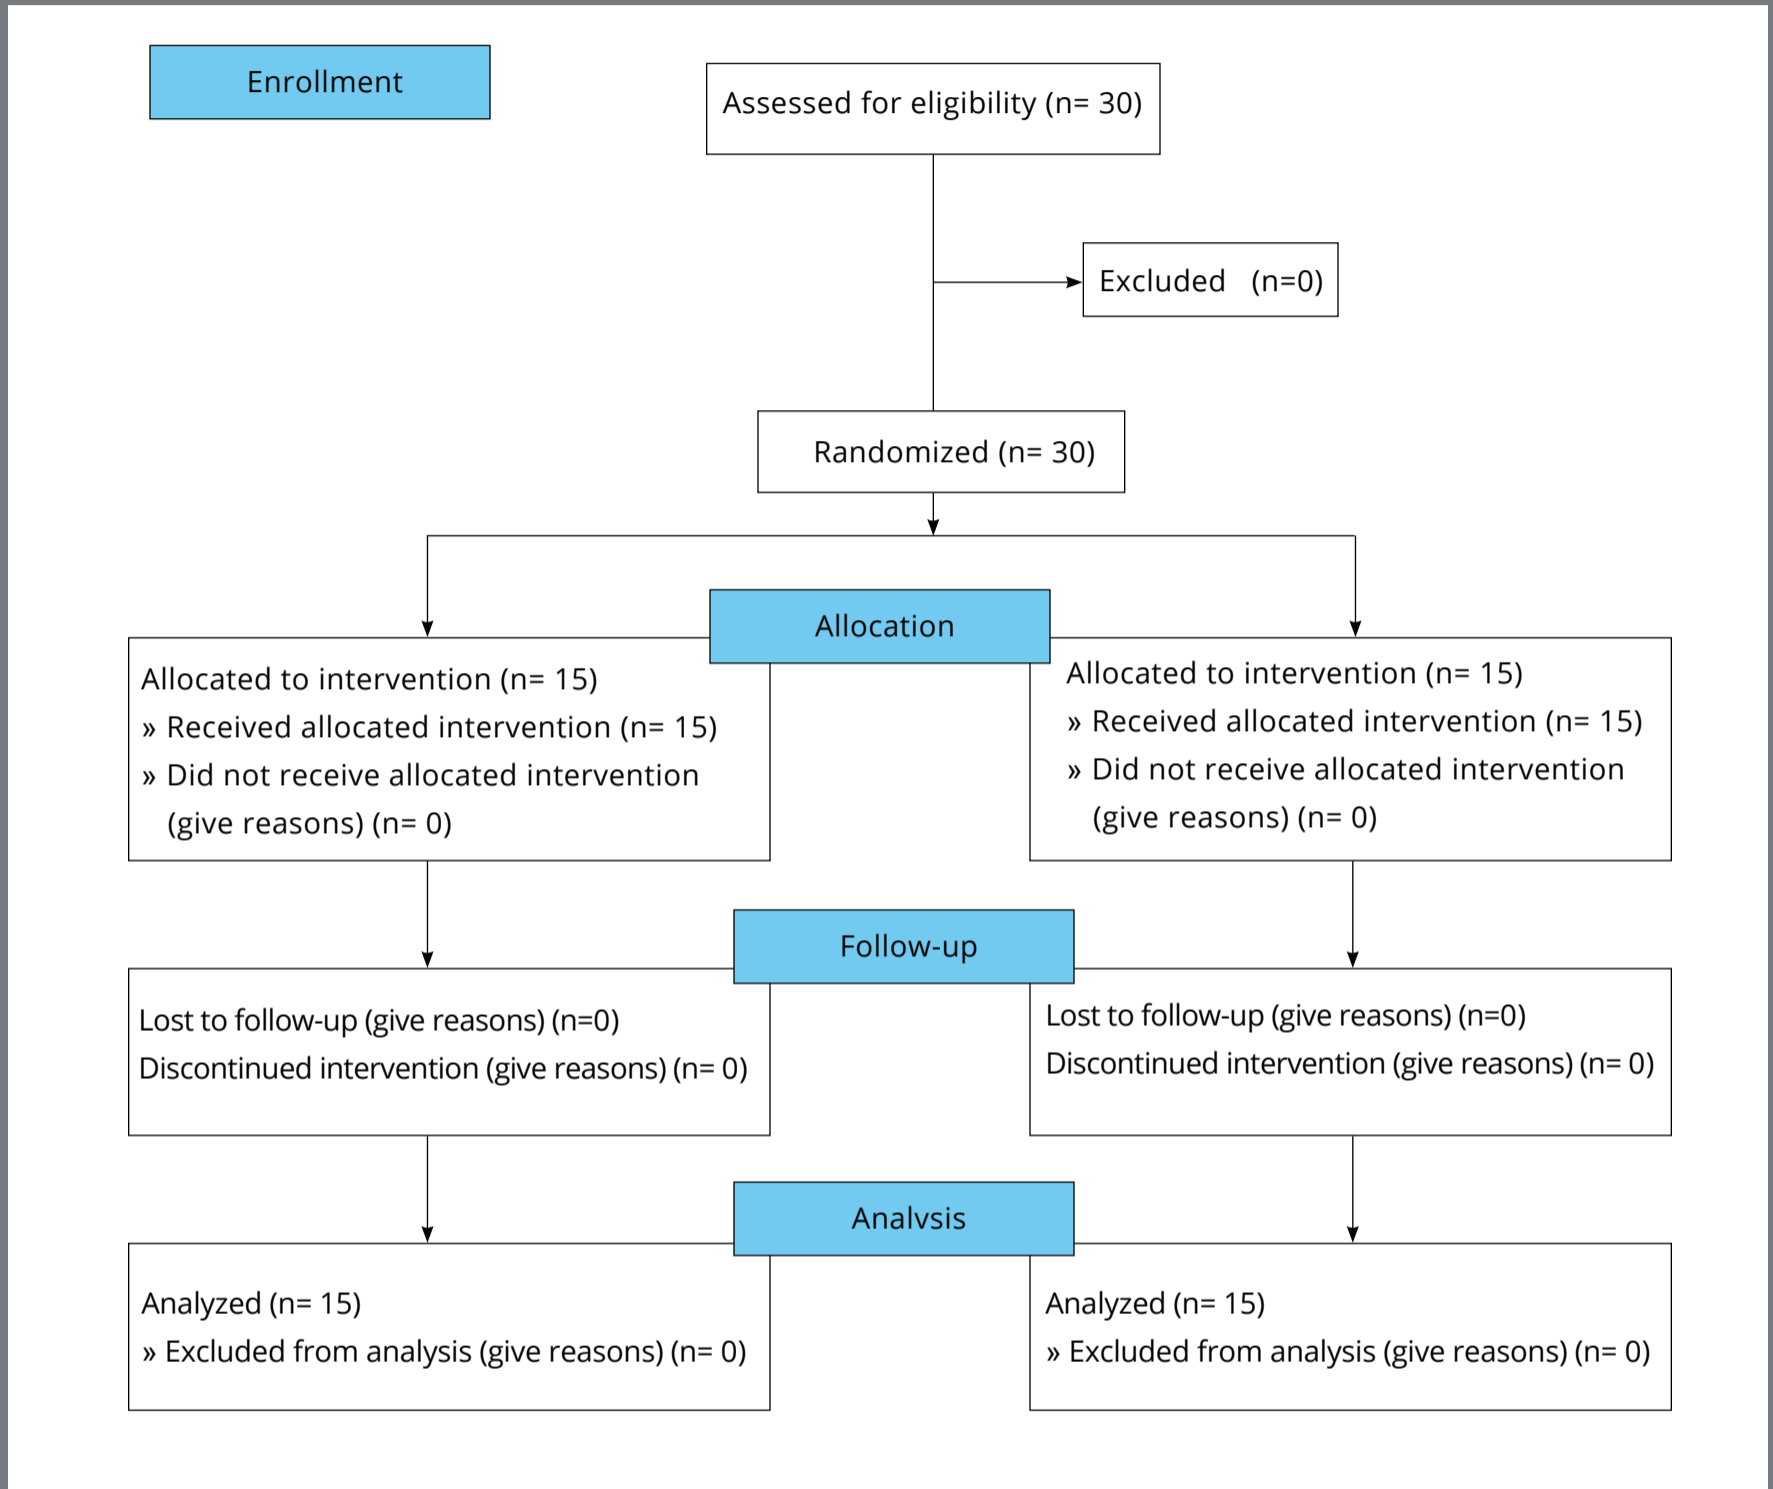 Enrollment
Assessed for eligibility (n= 30)
Excluded (n=0)
Randomized (n= 30)
Allocation
Allocated to intervention (n= 15)
» Received allocated intervention (n= 15)
» Did not receive allocated intervention
(give reasons) (n= 0)
Allocated to intervention (n= 15)
» Received allocated intervention (n= 15)
» Did not receive allocated intervention
(give reasons) (n= 0)
Follow-up
Lost to follow-up (give reasons) (n=0)
Discontinued intervention (give reasons) (n= 0)
Lost to follow-up (give reasons) (n=0)
Discontinued intervention (give reasons) (n= 0)
Analvsis
Analyzed (n= 15)
» Excluded from analysis (give reasons) (n= 0)
Analyzed (n= 15)
» Excluded from analysis (give reasons) (n= 0)